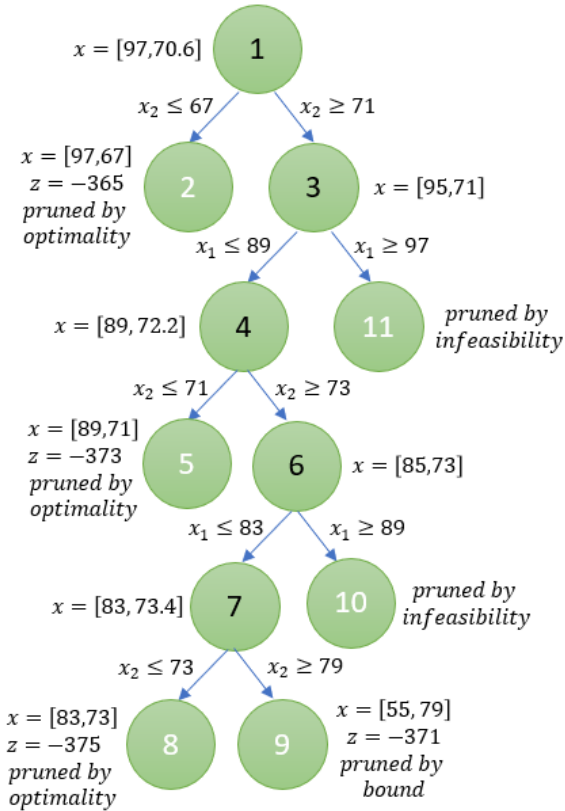 x = [97,70.6]
1
x₂ ≤ 67
x₂ ≥ 71
x = [97,67]
z = −365
pruned by
optimality
2
3
x = [95,71]
x₁ ≤ 89
x₁ ≥ 97
x = [89, 72.2]
4
11
pruned by
infeasibility
x₂ ≤ 71
x₂ ≥ 73
x = [89,71]
z = −373
pruned by
optimality
5
6
x = [85,73]
x₁ ≤ 83
x₁ ≥ 89
x = [83, 73.4]
7
10
pruned by
infeasibility
x₂ ≤ 73
x₂ ≥ 79
x = [83,73]
z = −375
pruned by
optimality
8
9
x = [55, 79]
z = −371
pruned by
bound